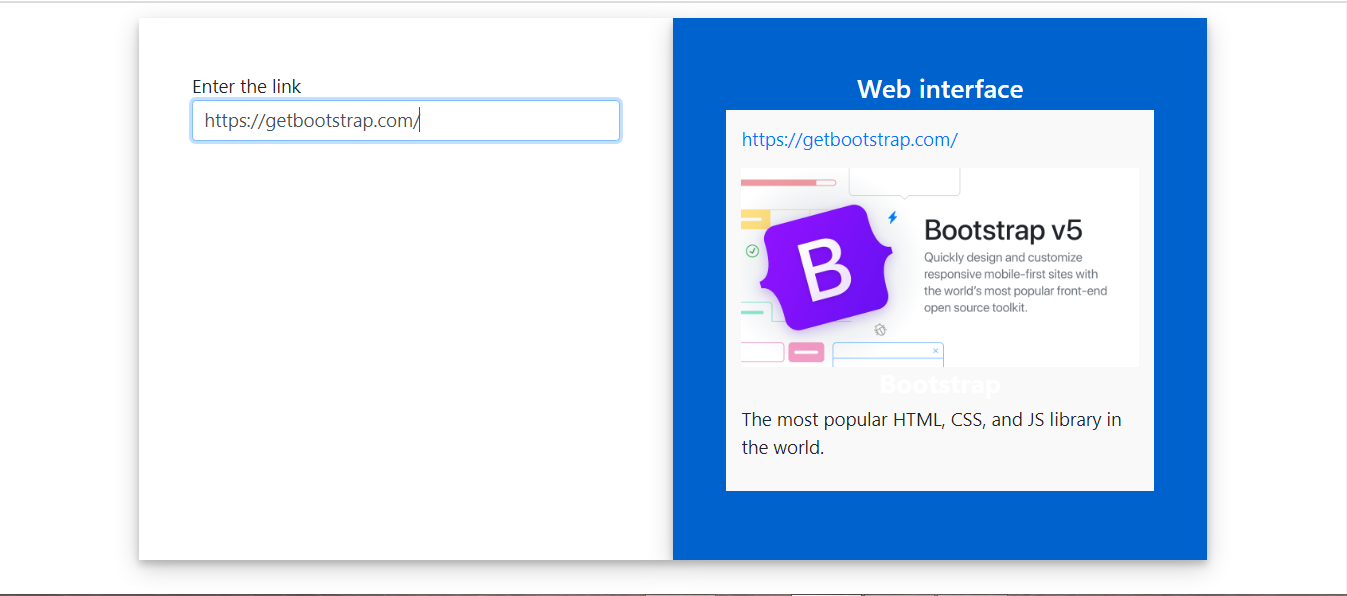 Enter the link
https://getbootstrap.com/
Web interface
https://getbootstrap.com/
B
Bootstrap v5
Quickly design and customize
responsive mobile-first sites with
the world's most popular front-end
open source toolkit.
Bootstrap
The most popular HTML, CSS, and JS library in
the world.